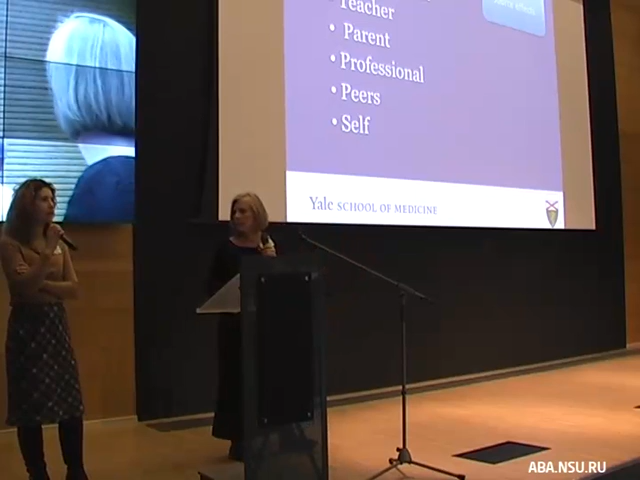 • Teacher
• Parent
• Professional
• Peers
• Self
Yale SCHOOL OF MEDICINE
ABA.NSU.RU